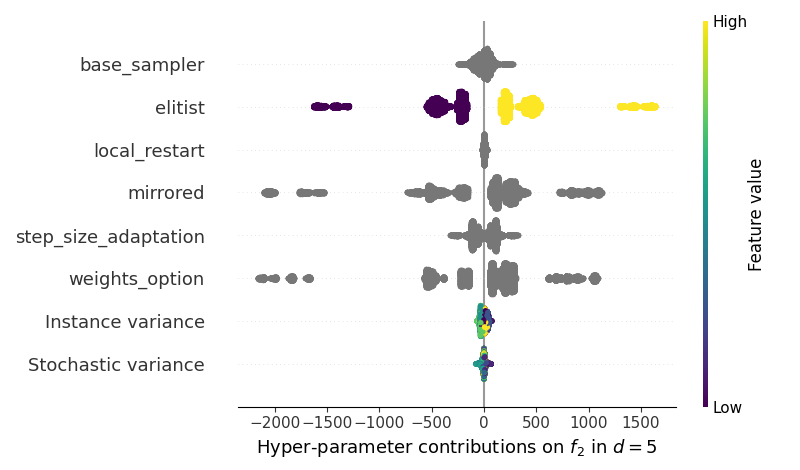 base_sampler
elitist
local_restart
mirrored
step_size_adaptation
weights_option
Instance variance
Stochastic variance
−2000 −1500 −1000 −500 0 500 1000 1500
Hyper-parameter contributions on f₂ in d = 5
High
Feature value
Low